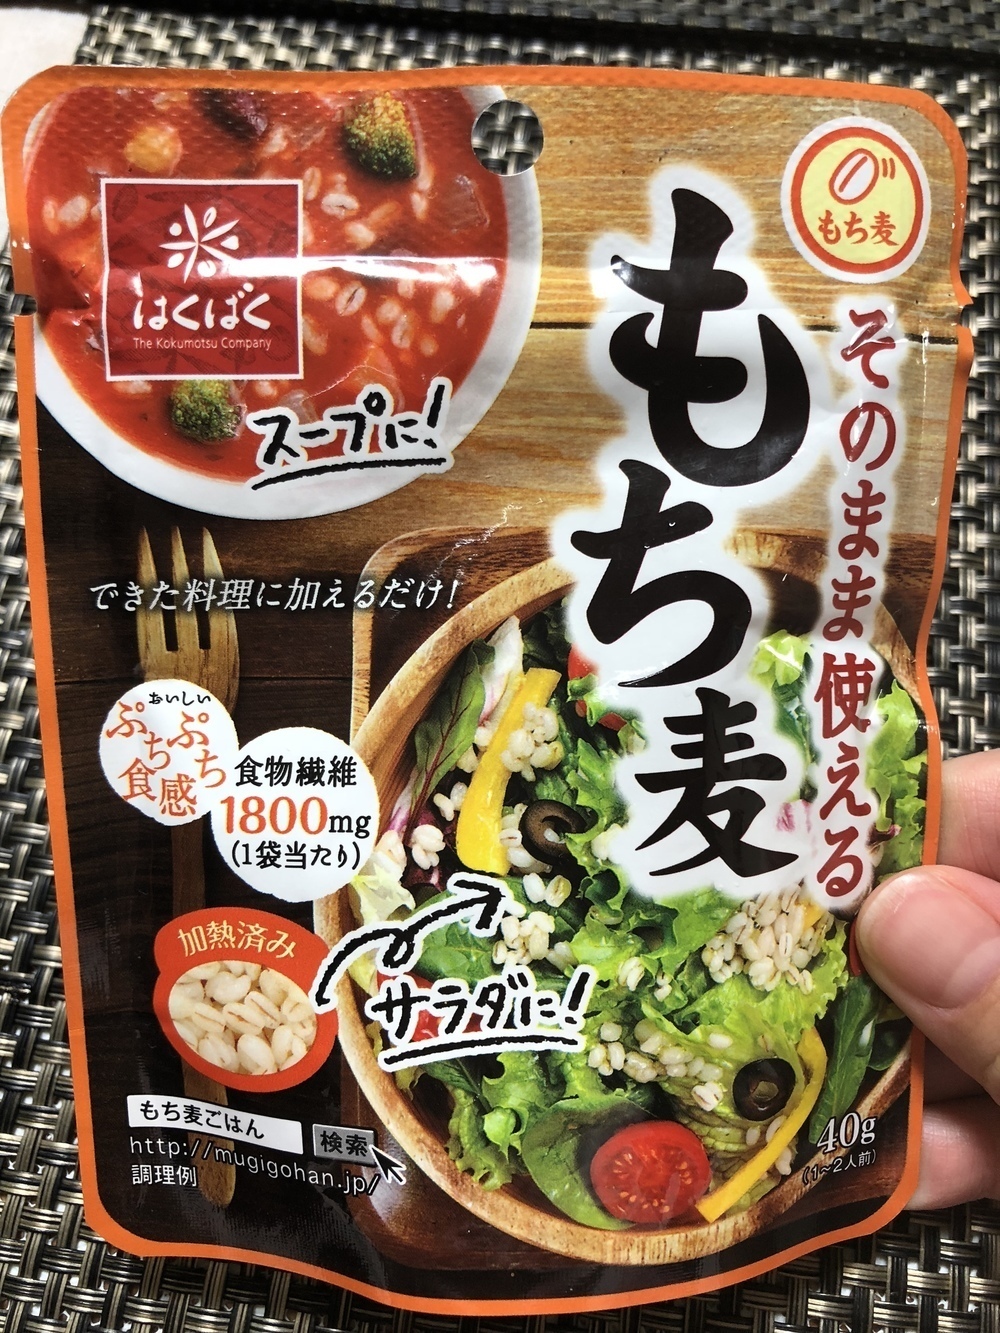 はくばく
The Kokumotsu Company
もち麦
そのまま使える
もち麦
スープに!
できた料理に加えるだけ!
おいしい
ぷちぷち
食感
食物繊維
1800mg
(1袋当たり)
加熱済み
サラダに!
もち麦ごはん
検索
http://mugigohan.jp/
調理例
40g
(1~2人前)